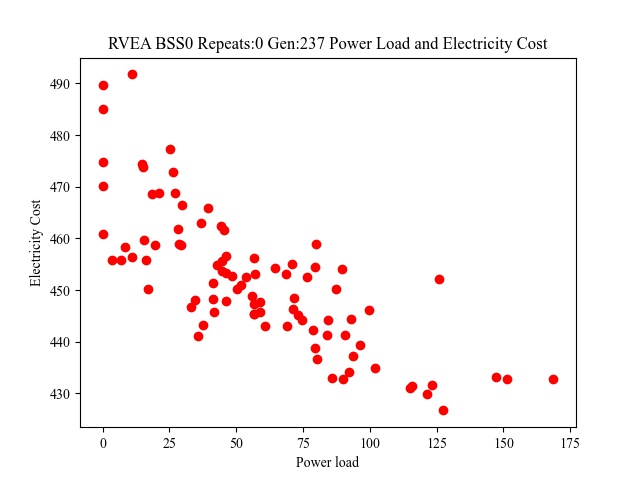 RVEA BSS0 Repeats:0 Gen:237 Power Load and Electricity Cost
490
480
470
460
450
440
430
Electricity Cost
0 25 50 75 100 125 150 175
Power load